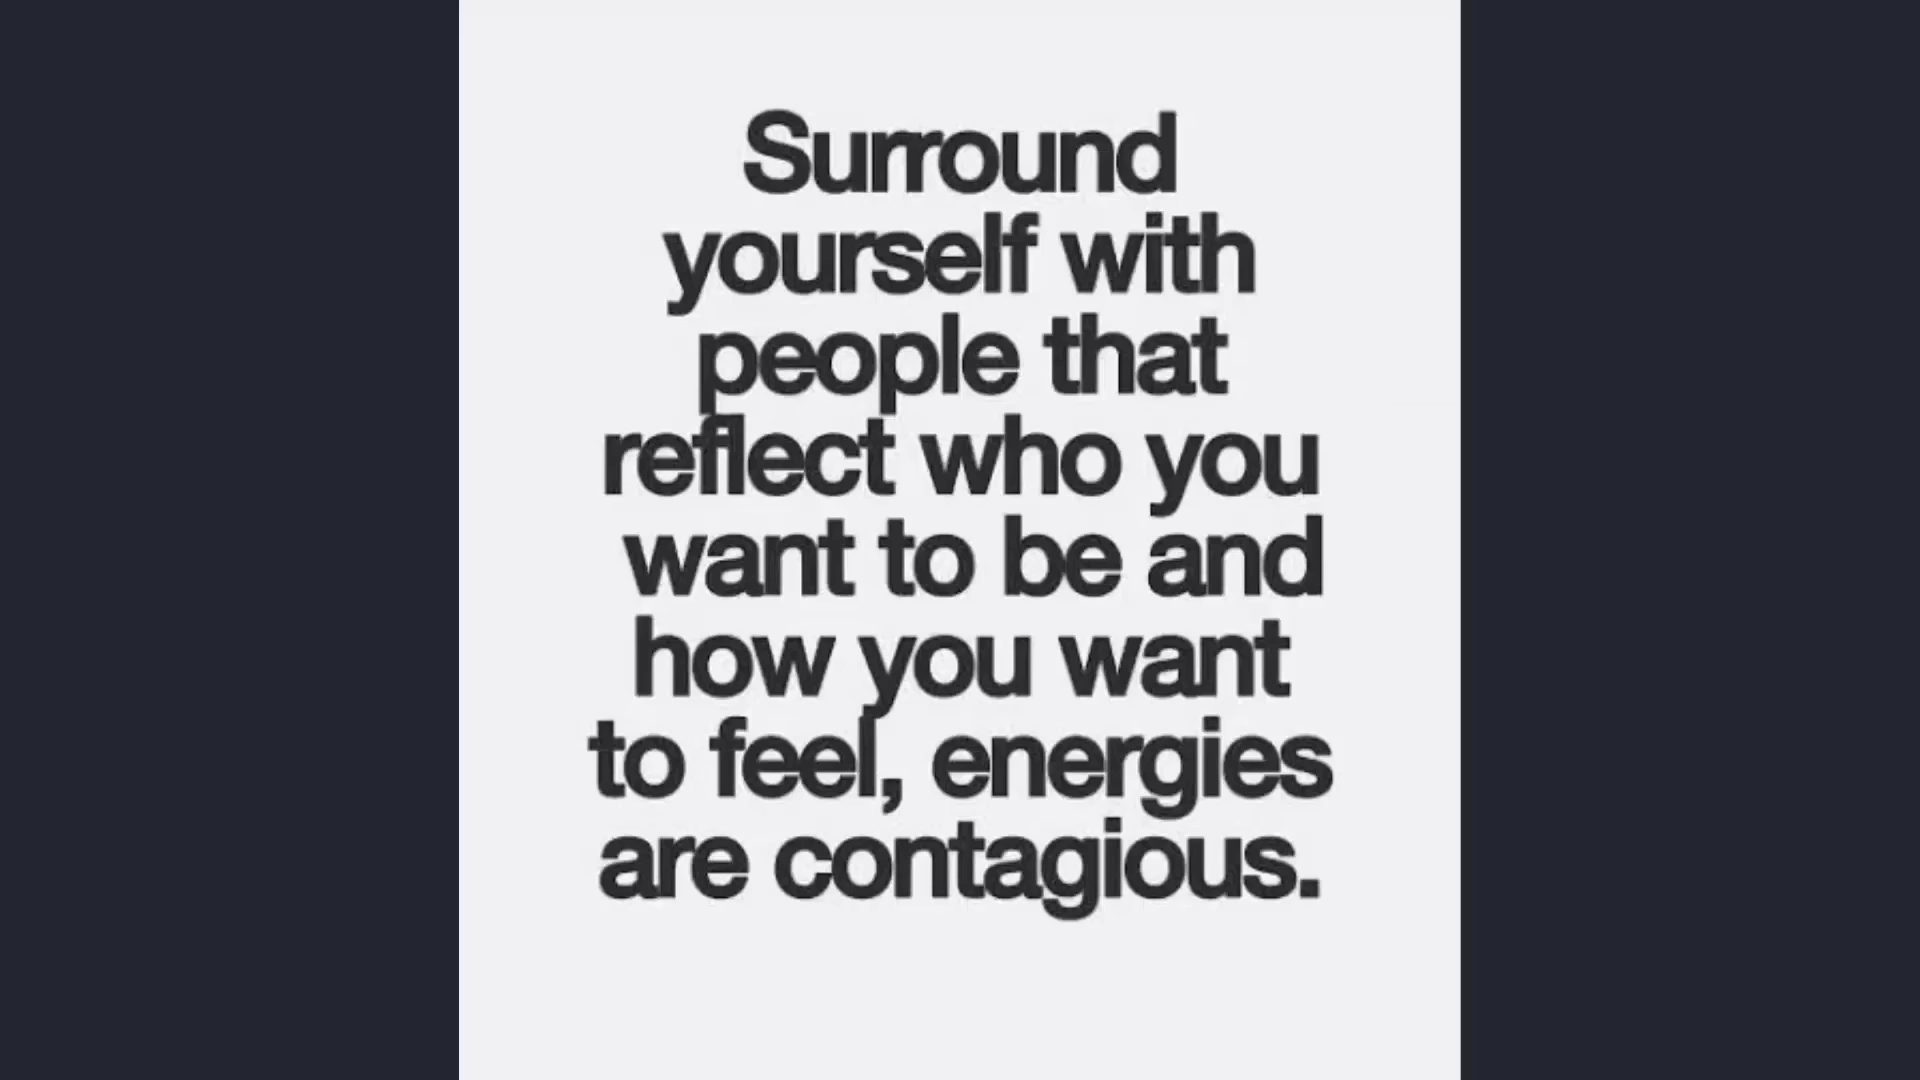 Surround
yourself with
people that
reflect who you
want to be and
how you want
to feel, energies
are contagious.